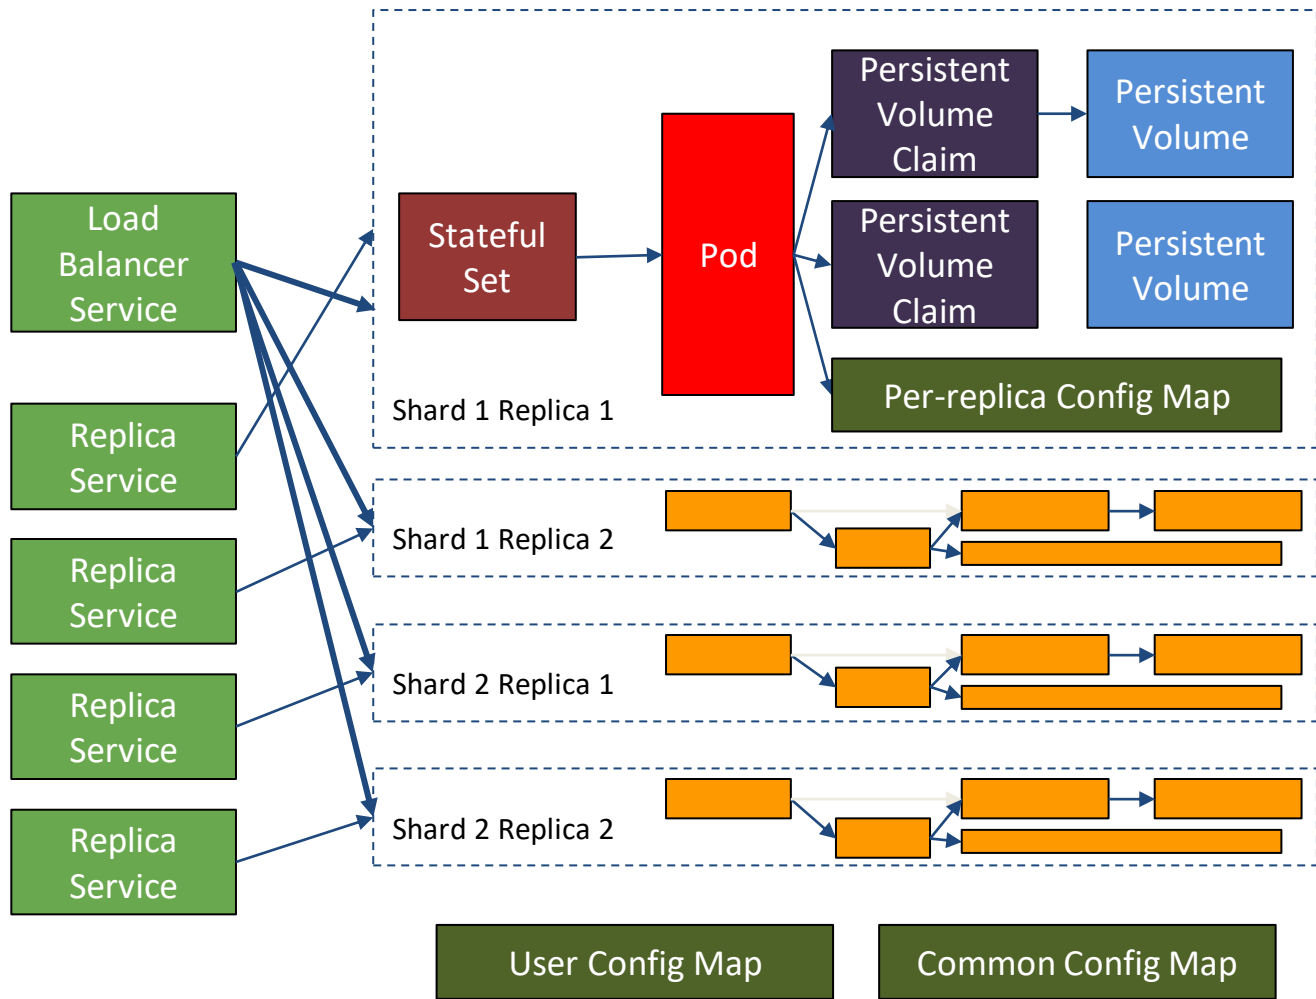 Load
Balancer
Service
Replica
Service
Replica
Service
Replica
Service
Replica
Service
Stateful
Set
Pod
Persistent
Volume
Claim
Persistent
Volume
Persistent
Volume
Claim
Persistent
Volume
Per-replica Config Map
Shard 1 Replica 1
Shard 1 Replica 2
Shard 2 Replica 1
Shard 2 Replica 2
User Config Map
Common Config Map